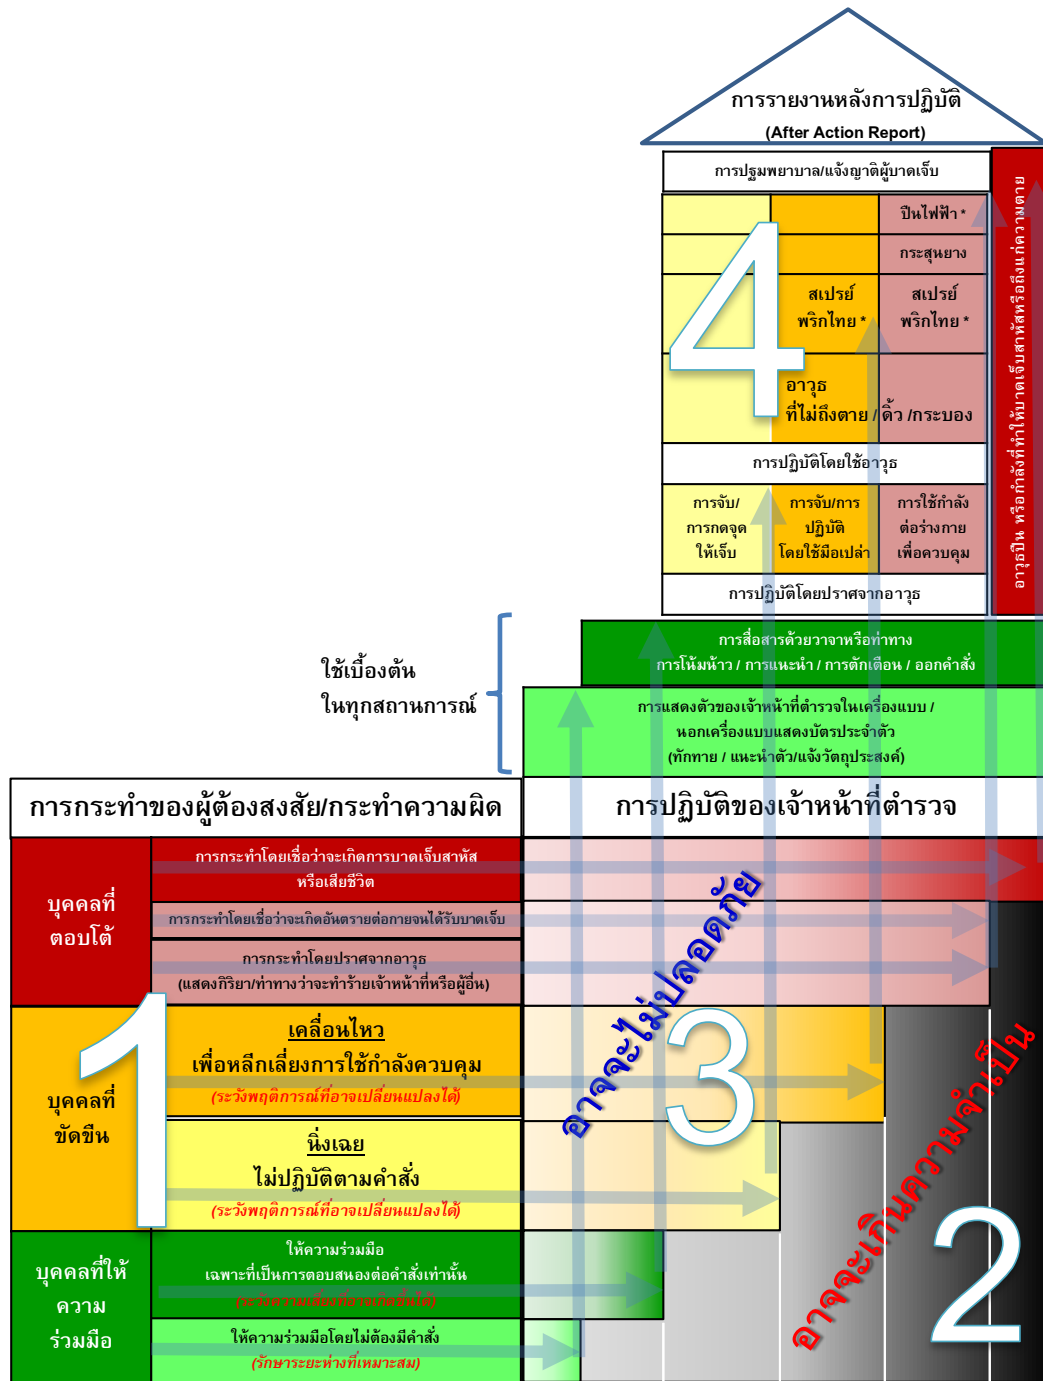 การรายงานหลังการปฏิบัติ
(After Action Report)
การปฐมพยาบาล/แจ้งญาติผู้บาดเจ็บ
ปืนไฟฟ้า *
กระสุนยาง
สเปรย์
พริกไทย *
สเปรย์
พริกไทย *
4
อาวุธ
ที่ไม่ถึงตาย / ดิ้ว /กระบอง
การปฏิบัติโดยใช้อาวุธ
การจับ/
การกดจุด
ให้เจ็บ
การจับ/การ
ปฏิบัติ
โดยใช้มือเปล่า
การใช้กำลัง
ต่อร่างกาย
เพื่อควบคุม
การปฏิบัติโดยปราศจากอาวุธ
อาวุธปืน หรือกำลังที่ทำให้บาดเจ็บสาหัสหรือถึงแก่ความตาย
ใช้เบื้องต้น
ในทุกสถานการณ์
การสื่อสารด้วยวาจาหรือท่าทาง
การโน้มน้าว / การแนะนำ / การตักเตือน / ออกคำสั่ง
การแสดงตัวของเจ้าหน้าที่ตำรวจในเครื่องแบบ /
นอกเครื่องแบบแสดงบัตรประจำตัว
(ทักทาย / แนะนำตัว/แจ้งวัตถุประสงค์)
การกระทำของผู้ต้องสงสัย/กระทำความผิด
การปฏิบัติของเจ้าหน้าที่ตำรวจ
บุคคลที่
ตอบโต้
การกระทำโดยเชื่อว่าจะเกิดการบาดเจ็บสาหัส
หรือเสียชีวิต
การกระทำโดยเชื่อว่าจะเกิดอันตรายต่อกายจนได้รับบาดเจ็บ
การกระทำโดยปราศจากอาวุธ
(แสดงกิริยา/ท่าทางว่าจะทำร้ายเจ้าหน้าที่หรือผู้อื่น)
1
บุคคลที่
ขัดขืน
เคลื่อนไหว
เพื่อหลีกเลี่ยงการใช้กำลังควบคุม
(ระวังพฤติการณ์ที่อาจเปลี่ยนแปลงได้)
นิ่งเฉย
ไม่ปฏิบัติตามคำสั่ง
(ระวังพฤติการณ์ที่อาจเปลี่ยนแปลงได้)
บุคคลที่ให้
ความ
ร่วมมือ
ให้ความร่วมมือ
เฉพาะที่เป็นการตอบสนองต่อคำสั่งเท่านั้น
(ระวังความเสี่ยงที่อาจเกิดขึ้นได้)
ให้ความร่วมมือโดยไม่ต้องมีคำสั่ง
(รักษาระยะห่างที่เหมาะสม)
อาจจะไม่ปลอดภัย
3
อาจจะเกินความจำเป็น
2